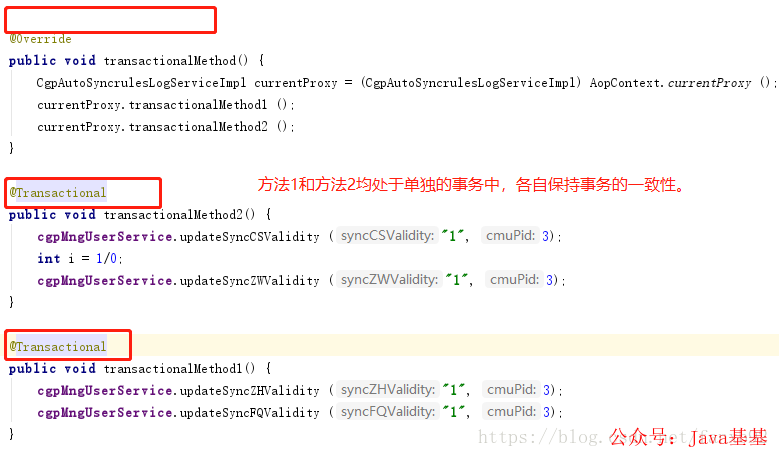 @Override
public void transactionalMethod() {
CgpAutoSyncrulesLogServiceImpl currentProxy = (CgpAutoSyncrulesLogServiceImpl) AopContext.currentProxy ();
currentProxy.transactionalMethod1 ();
currentProxy.transactionalMethod2 ();
}
@Transactional
方法1和方法2均处于单独的事务中，各自保持事务的一致性。
public void transactionalMethod2() {
cgpMngUserService.updateSyncCSValidity ( syncCSValidity: "1", cmuPid: 3);
int i = 1/0;
cgpMngUserService.updateSyncZWValidity ( syncZWValidity: "1", cmuPid: 3);
}
@Transactional
public void transactionalMethod1() {
cgpMngUserService.updateSyncZHValidity ( syncZHValidity: "1", cmuPid: 3);
cgpMngUserService.updateSyncFQValidity ( syncFQValidity: "1", cmuPid: 3);
}
https://blog.
公众号：Java基基